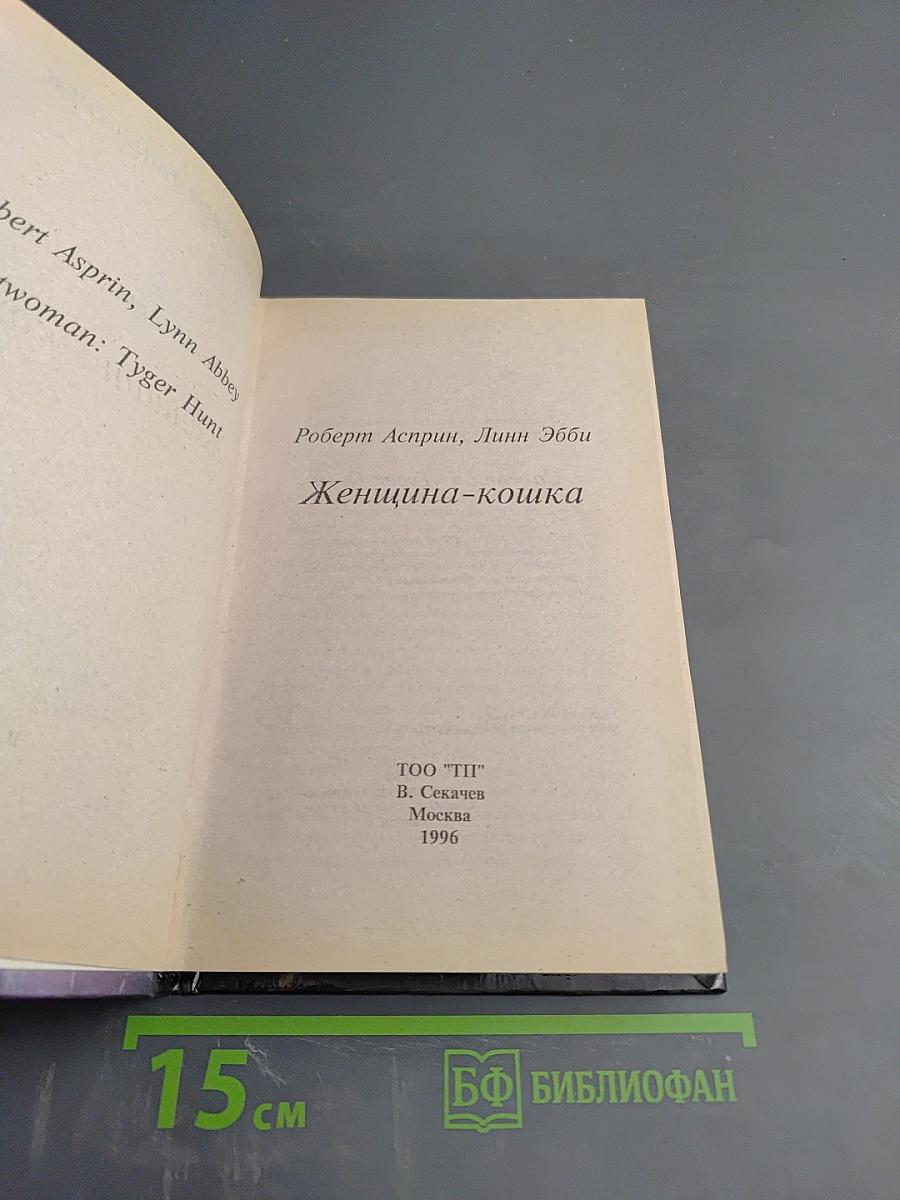 bert Asprin, Lynn Abbey
twoman: Tyger Hunt
Роберт Асприн, Линн Эбби
Женщина-кошка
ТОО "ТП"
В. Секачев
Москва
1996
15 см
БФ БИБЛИОФАН